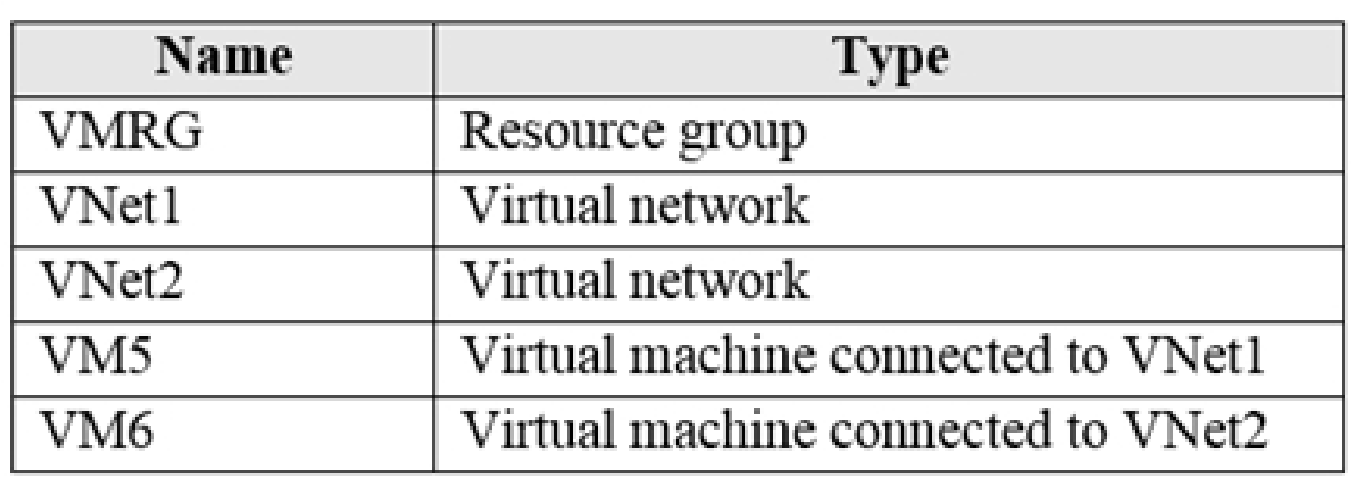 Name Type
VMRG Resource group
VNet1 Virtual network
VNet2 Virtual network
VM5 Virtual machine connected to VNet1
VM6 Virtual machine connected to VNet2